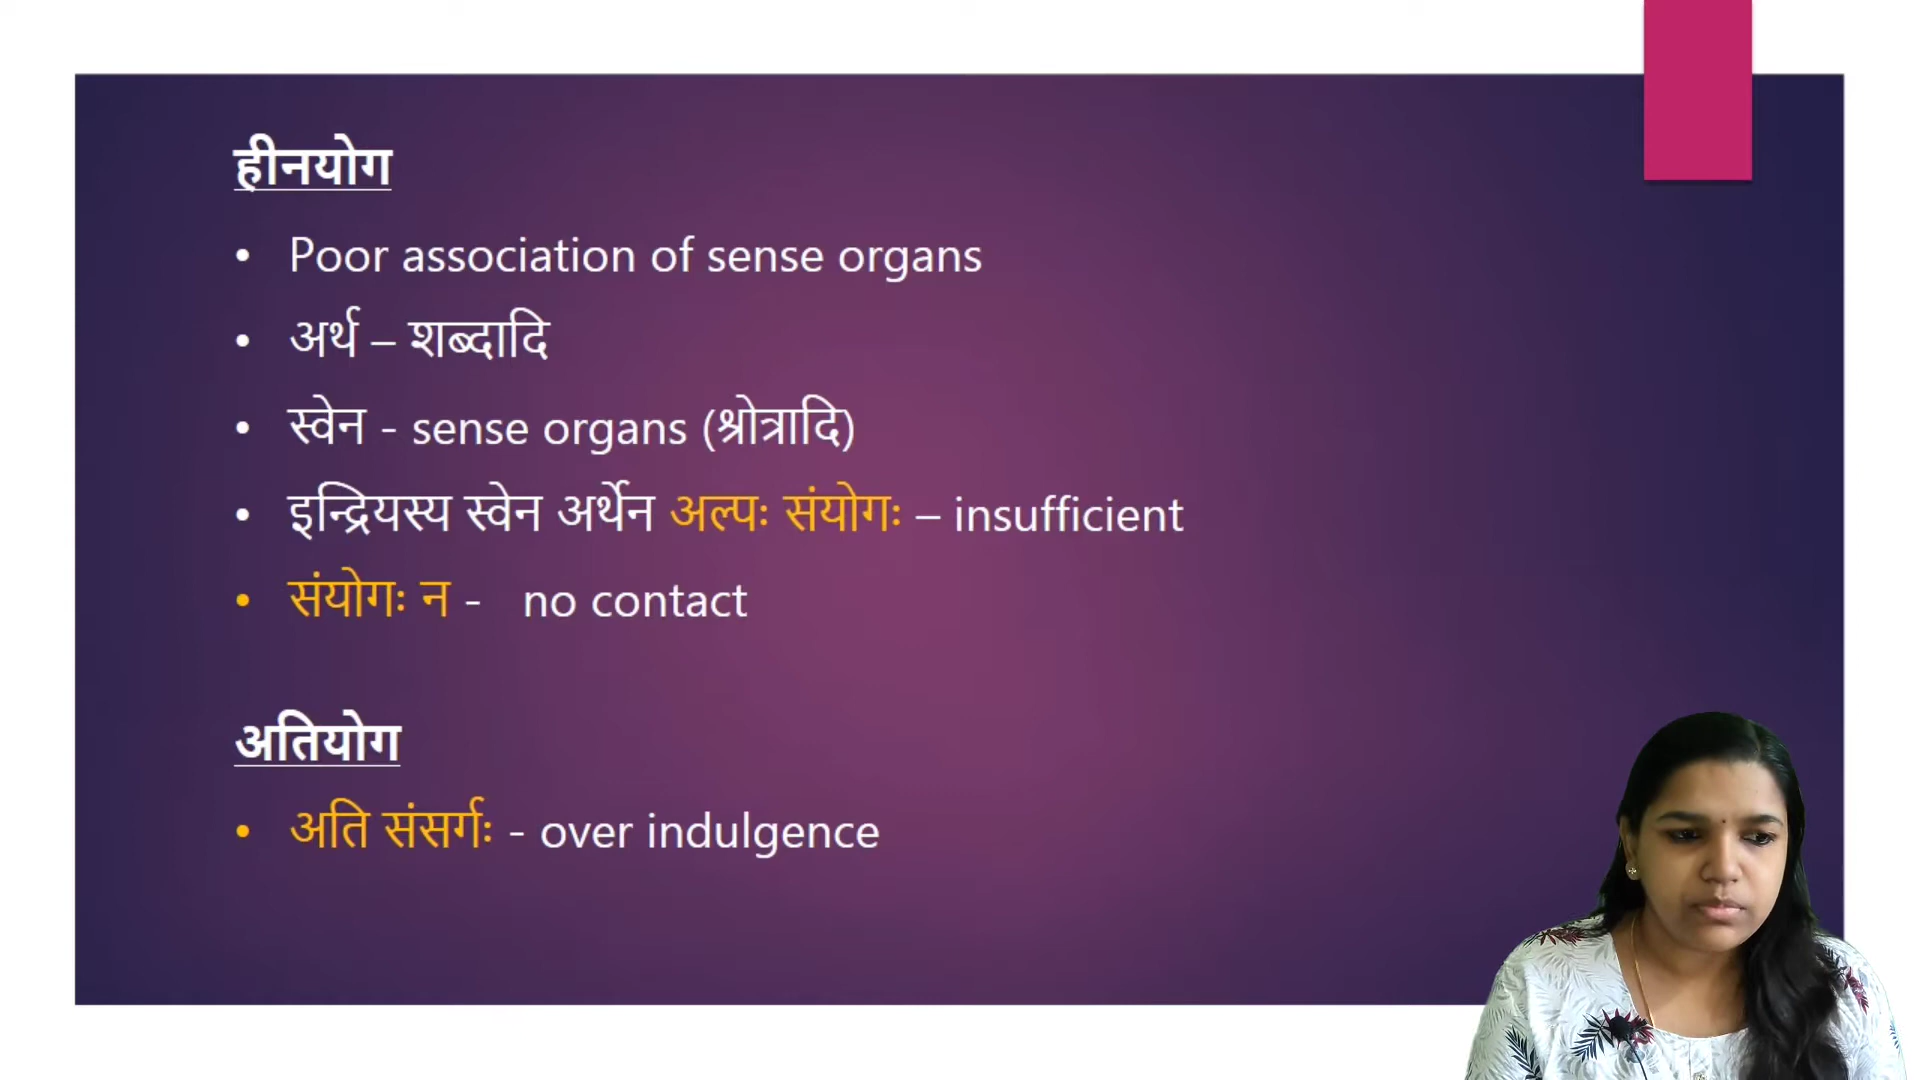 हीनयोग
• Poor association of sense organs
• अर्थ – शब्दादि
• स्वेन - sense organs (श्रोत्रादि)
• इन्द्रियस्य स्वेन अर्थेन अल्पः संयोगः – insufficient
• संयोगः न - no contact
अतियोग
• अति संसर्गः - over indulgence